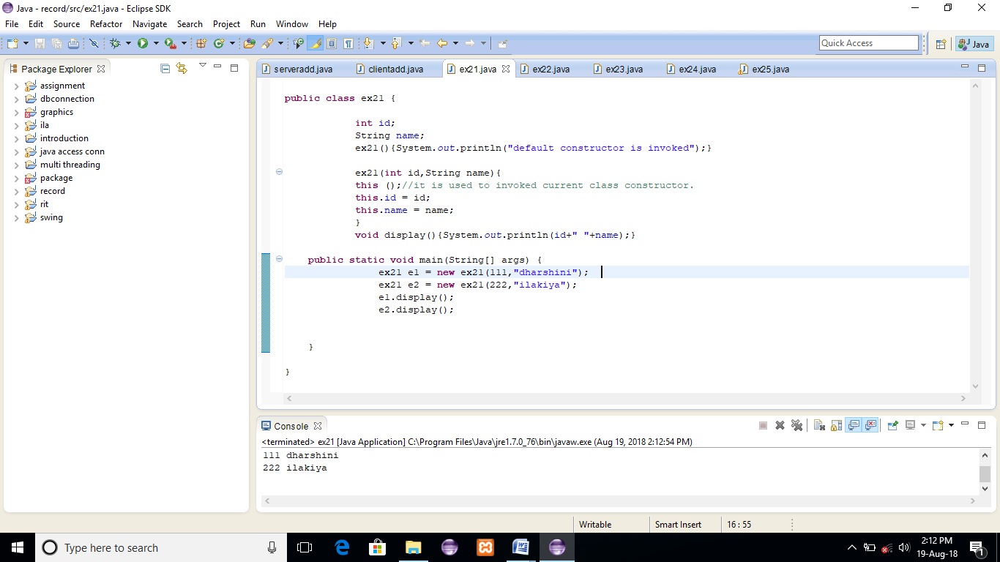 Java - record/src/ex21.java - Eclipse SDK
File Edit Source Refactor Navigate Search Project Run Window Help
Quick Access Java
Package Explorer
assignment
dbconnection
graphics
ila
introduction
java access conn
multi threading
package
record
rit
swing
serveradd.java clientadd.java ex21.java ex22.java ex23.java ex24.java ex25.java
public class ex21 {
int id;
String name;
ex21(){System.out.println("default constructor is invoked");}
ex21(int id,String name){
this ();//it is used to invoked current class constructor.
this.id = id;
this.name = name;
}
void display(){System.out.println(id+" "+name);}
public static void main(String[] args) {
ex21 e1 = new ex21(111,"dharshini");
ex21 e2 = new ex21(222,"ilakiya");
e1.display();
e2.display();
}
}
Console
<terminated> ex21 [Java Application] C:\Program Files\Java\jre1.7.0_76\bin\javaw.exe (Aug 19, 2018 2:12:54 PM)
111 dharshini
222 ilakiya
Writable Smart Insert 16 : 55
Type here to search
2:12 PM
19-Aug-18
1